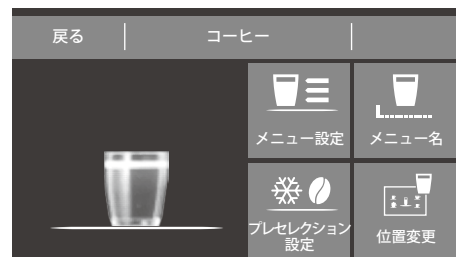 戻る
コーヒー
メニュー設定
メニュー名
プレセレクション
設定
位置変更